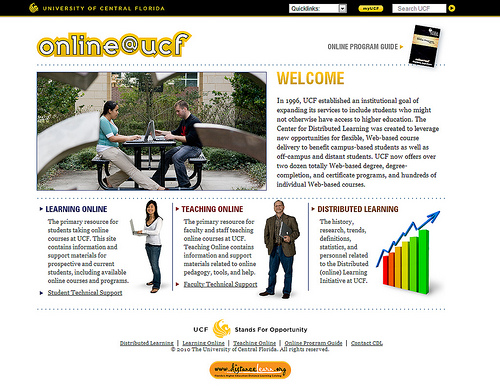 UNIVERSITY OF CENTRAL FLORIDA
Quicklinks:
myUCF
Search UCF
online@ucf
ONLINE PROGRAM GUIDE
WELCOME
In 1996, UCF established an institutional goal of
expanding its services to include students who might
not otherwise have access to higher education. The
Center for Distributed Learning was created to leverage
new opportunities for flexible, Web-based course
delivery to benefit campus-based students as well as
off-campus and distant students. UCF now offers over
two dozen totally Web-based degree, degree-
completion, and certificate programs, and hundreds of
individual Web-based courses.
LEARNING ONLINE
The primary resource for
students taking online
courses at UCF. This site
contains information and
support materials for
prospective and current
students, including available
online courses and programs.
Student Technical Support
TEACHING ONLINE
The primary resource for
faculty and staff teaching
online courses at UCF.
Teaching Online contains
information and support
materials related to online
pedagogy, tools, and help.
Faculty Technical Support
DISTRIBUTED LEARNING
The history,
research, trends,
definitions,
statistics, and
personnel related
to the Distributed
(online) Learning
Initiative at UCF.
UCF Stands For Opportunity
Distributed Learning | Learning Online | Teaching Online | Online Program Guide | Contact CDL
© 2010 The University of Central Florida. All rights reserved.
www.distancelearn.org